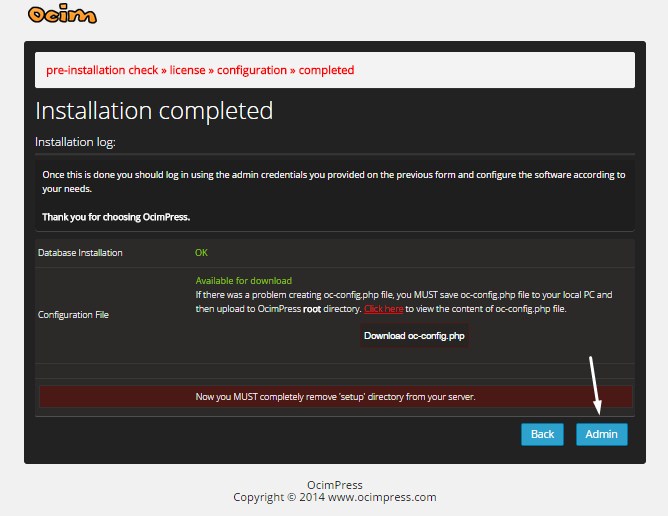 Ocim
pre-installation check » license » configuration » completed
Installation completed
Installation log:
Once this is done you should log in using the admin credentials you provided on the previous form and configure the software according to
your needs.
Thank you for choosing OcimPress.
Database Installation OK
Available for download
If there was a problem creating oc-config.php file, you MUST save oc-config.php file to your local PC and
Configuration File then upload to OcimPress root directory. Click here to view the content of oc-config.php file.
Download oc-config.php
Now you MUST completely remove 'setup' directory from your server.
Back Admin
OcimPress
Copyright © 2014 www.ocimpress.com